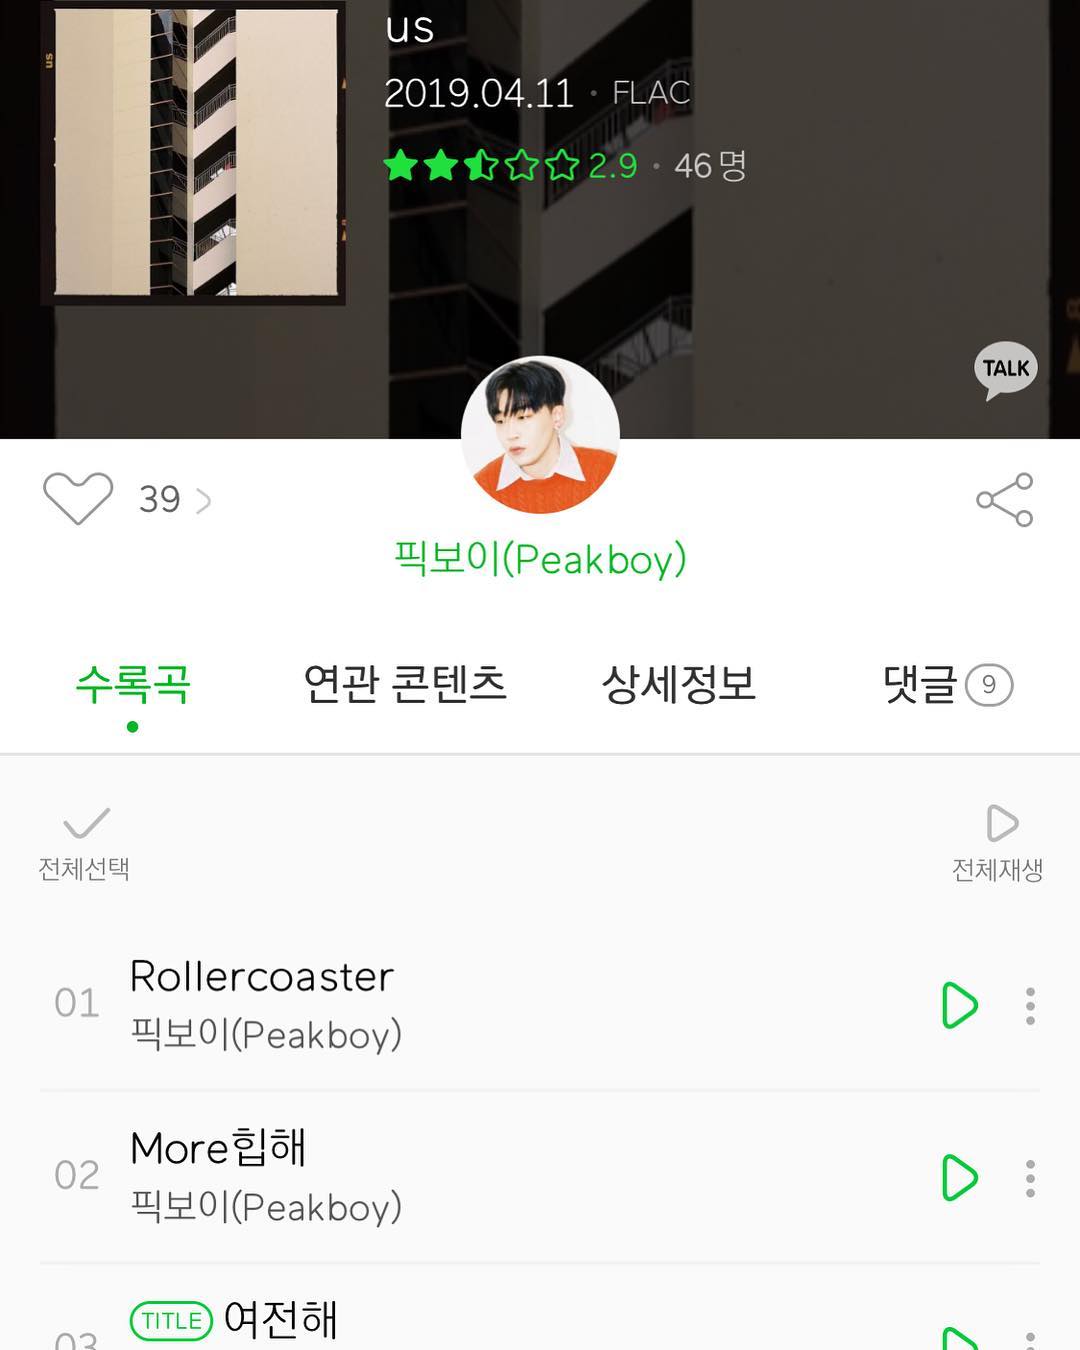 us
us
2019.04.11 · FLAC
2.9 · 46명
TALK
39
픽보이(Peakboy)
수록곡
연관 콘텐츠
상세정보
댓글 9
전체선택
전체재생
01
Rollercoaster
픽보이(Peakboy)
02
More힙해
픽보이(Peakboy)
03
TITLE 여전해